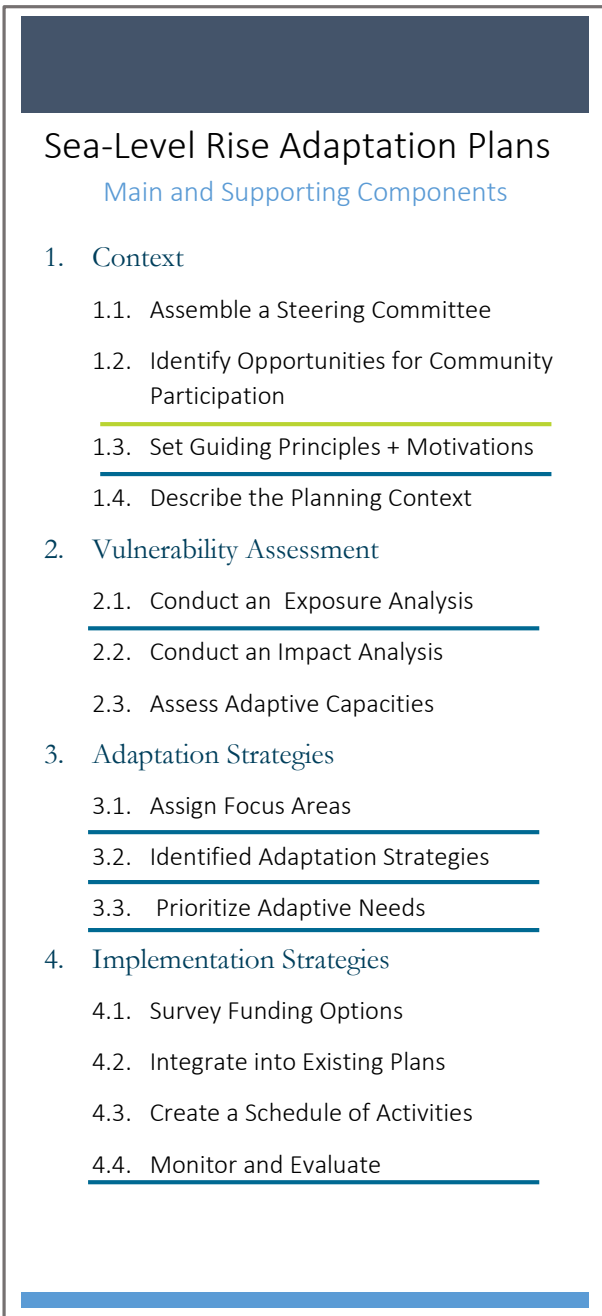 Sea-Level Rise Adaptation Plans
Main and Supporting Components
1. Context
1.1. Assemble a Steering Committee
1.2. Identify Opportunities for Community
Participation
1.3. Set Guiding Principles + Motivations
1.4. Describe the Planning Context
2. Vulnerability Assessment
2.1. Conduct an Exposure Analysis
2.2. Conduct an Impact Analysis
2.3. Assess Adaptive Capacities
3. Adaptation Strategies
3.1. Assign Focus Areas
3.2. Identified Adaptation Strategies
3.3. Prioritize Adaptive Needs
4. Implementation Strategies
4.1. Survey Funding Options
4.2. Integrate into Existing Plans
4.3. Create a Schedule of Activities
4.4. Monitor and Evaluate